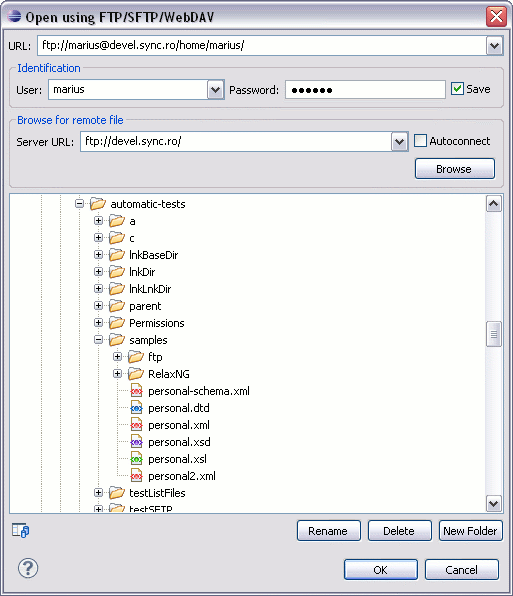 Open using FTP/SFTP/WebDAV
URL: ftp://marius@devel.sync.ro/home/marius/
Identification
User: marius Password: ●●●●●● Save
Browse for remote file
Server URL: ftp://devel.sync.ro/ Autoconnect
Browse
automatic-tests
a
c
lnkBaseDir
lnkDir
lnkLnkDir
parent
Permissions
samples
ftp
RelaxNG
personal-schema.xml
personal.dtd
personal.xml
personal.xsd
personal.xsl
personal2.xml
testListFiles
testSFTP
Rename Delete New Folder
? OK Cancel